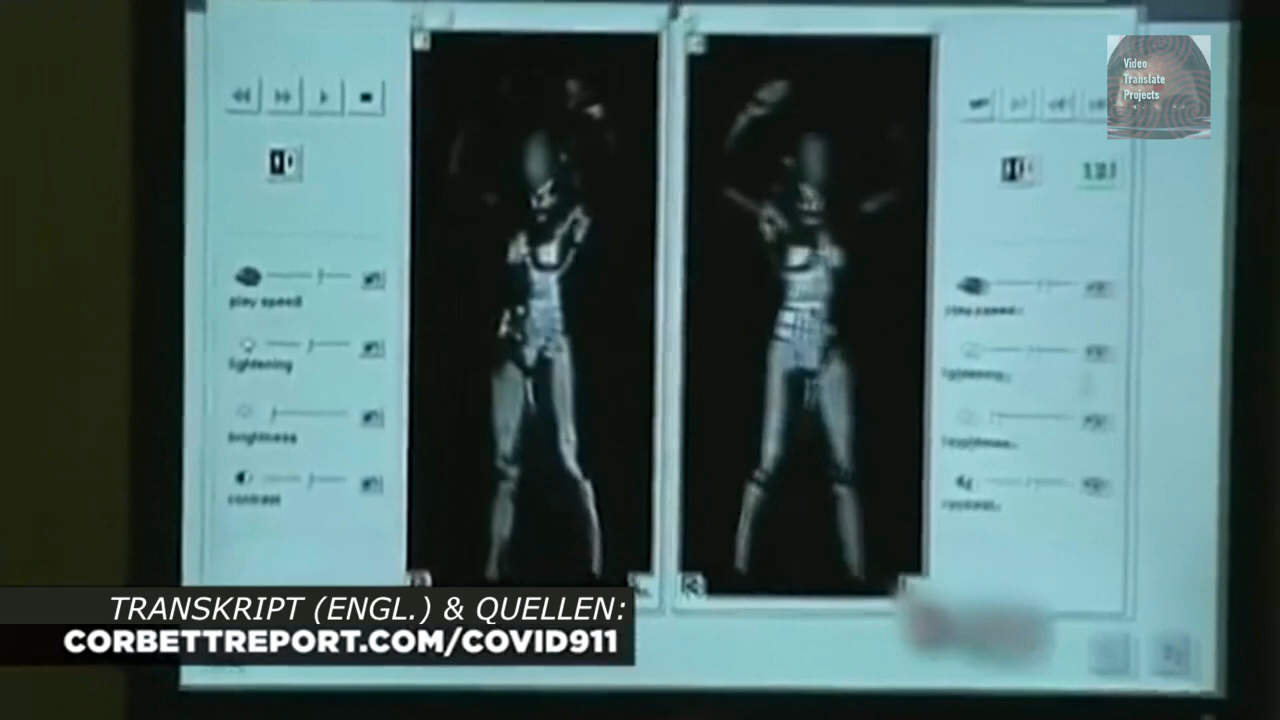 Video
Translate
Projects
play speed
lightening
brightness
contrast
TRANSKRIPT (ENGL.) & QUELLEN:
CORBETTREPORT.COM/COVID911